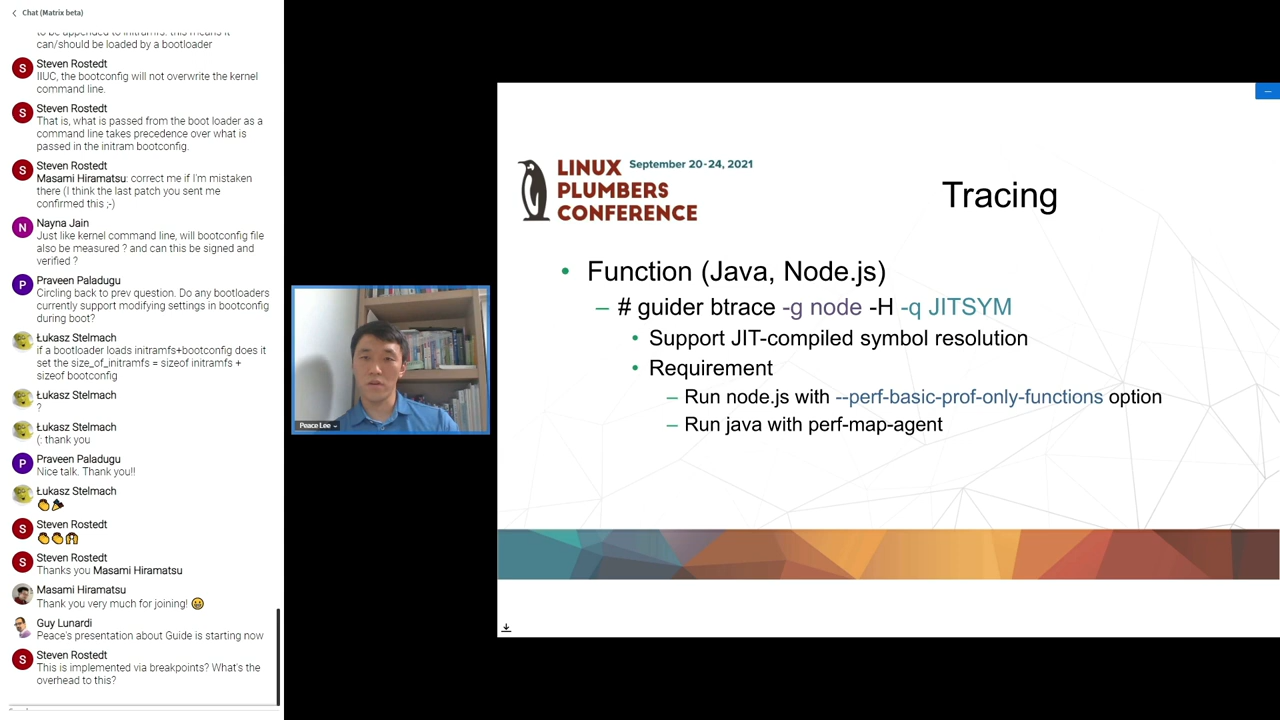 Chat (Matrix beta)
to be appended to initramfs. this means it
can/should be loaded by a bootloader
Steven Rostedt
IIUC, the bootconfig will not overwrite the kernel
command line.
Steven Rostedt
That is, what is passed from the boot loader as a
command line takes precedence over what is
passed in the initram bootconfig.
Steven Rostedt
Masami Hiramatsu: correct me if I'm mistaken
there (I think the last patch you sent me
confirmed this ;-)
Nayna Jain
Just like kernel command line, will bootconfig file
also be measured ? and can this be signed and
verified ?
Praveen Paladugu
Circling back to prev question. Do any bootloaders
currently support modifying settings in bootconfig
during boot?
Łukasz Stelmach
if a bootloader loads initramfs+bootconfig does it
set the size_of_initramfs = sizeof initramfs +
sizeof bootconfig
Łukasz Stelmach
?
Łukasz Stelmach
(: thank you
Praveen Paladugu
Nice talk. Thank you!!
Łukasz Stelmach
Steven Rostedt
Steven Rostedt
Thanks you Masami Hiramatsu
Masami Hiramatsu
Thank you very much for joining!
Guy Lunardi
Peace's presentation about Guide is starting now
Steven Rostedt
This is implemented via breakpoints? What's the
overhead to this?
Peace Lee
LINUX September 20-24, 2021
PLUMBERS
CONFERENCE
Tracing
• Function (Java, Node.js)
– # guider btrace -g node -H -q JITSYM
• Support JIT-compiled symbol resolution
• Requirement
– Run node.js with --perf-basic-prof-only-functions option
– Run java with perf-map-agent